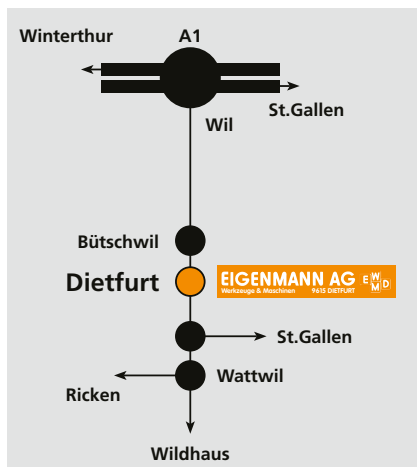 Winterthur
A1
St.Gallen
Wil
Bütschwil
Dietfurt
EIGENMANN AG
Werkzeuge & Maschinen 9615 DIETFURT
E W M D
St.Gallen
Wattwil
Ricken
Wildhaus